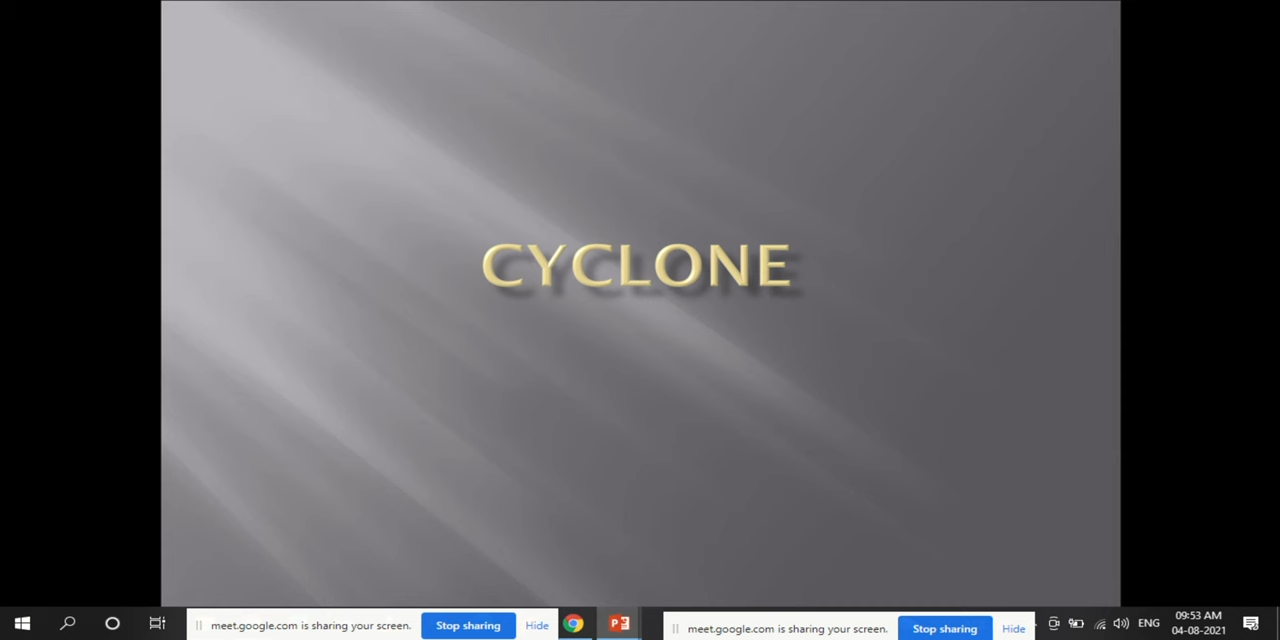 CYCLONE
meet.google.com is sharing your screen.
Stop sharing
Hide
meet.google.com is sharing your screen.
Stop sharing
Hide
ENG
09:53 AM
04-08-2021